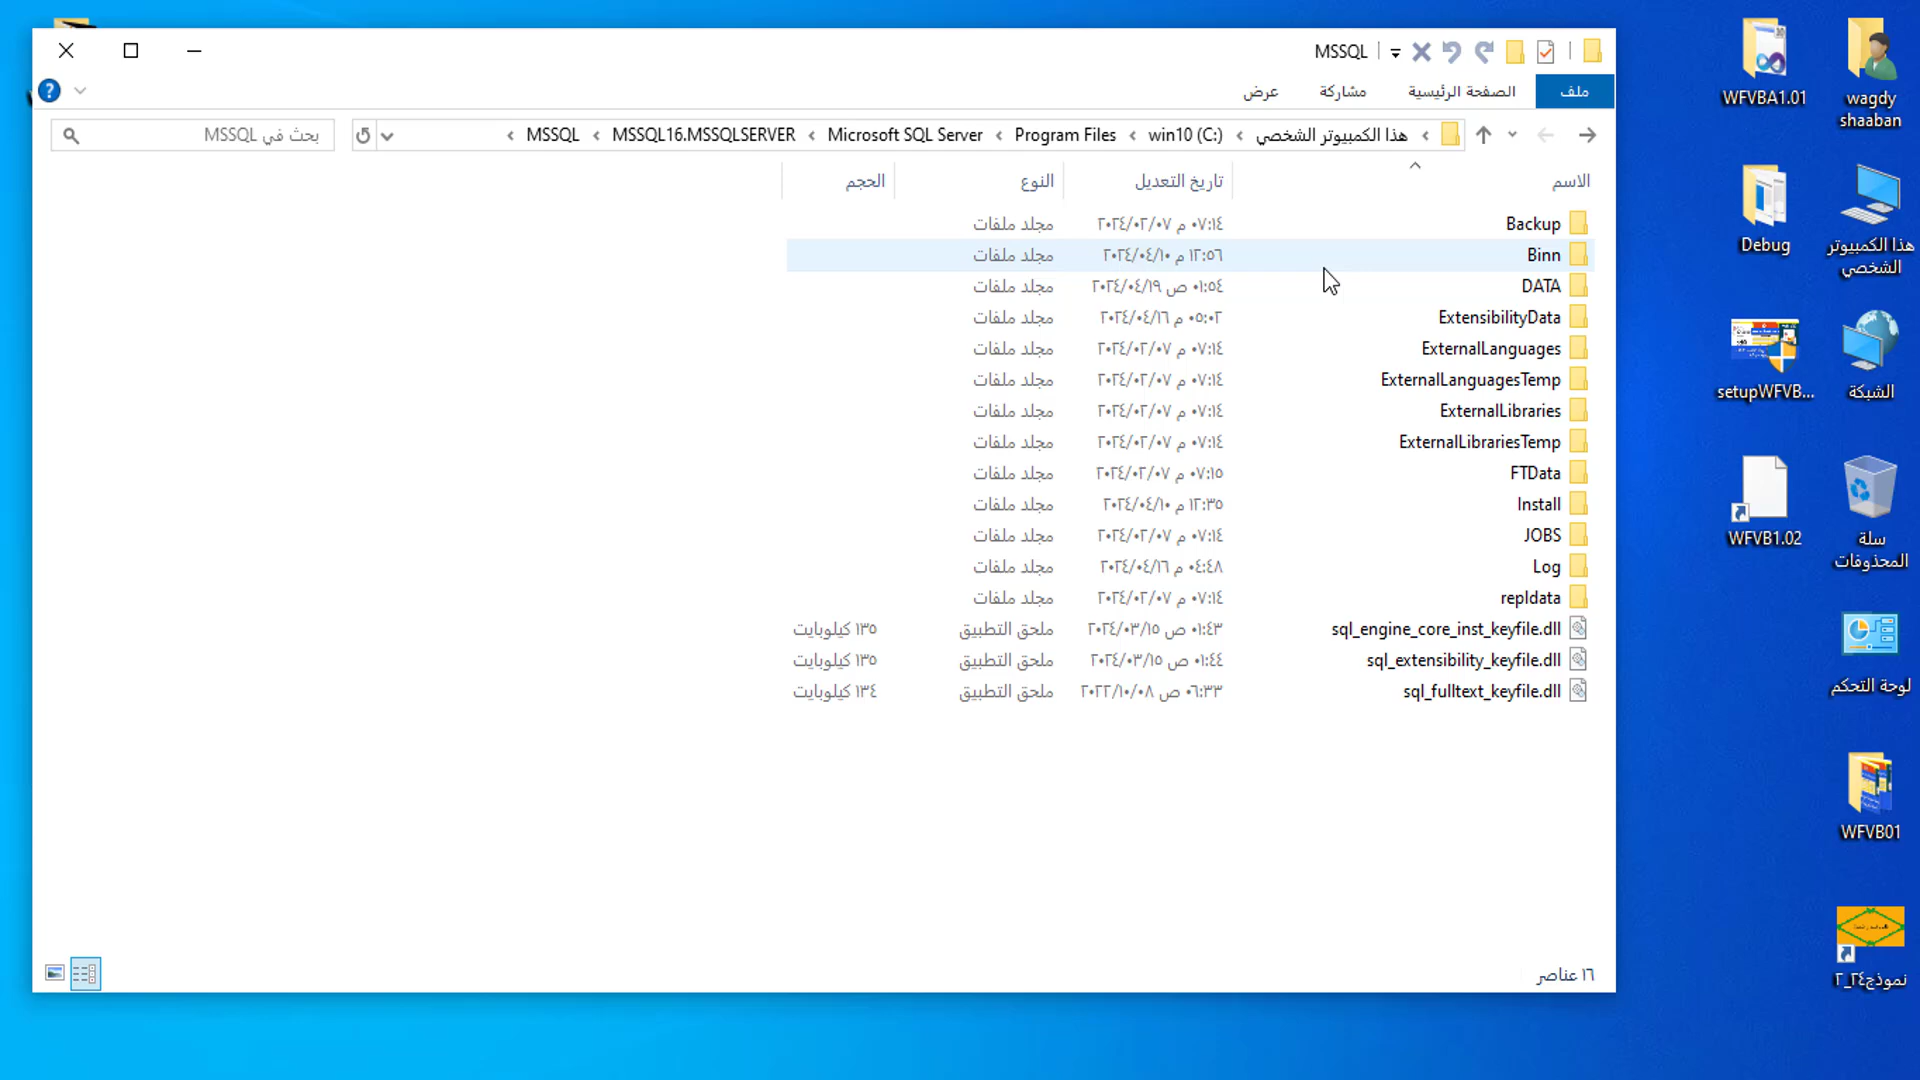 MSSQL
ملف
الصفحة الرئيسية
مشاركة
عرض
هذا الكمبيوتر الشخصي
win10 (C:)
Program Files
Microsoft SQL Server
MSSQL16.MSSQLSERVER
MSSQL
بحث في MSSQL
الاسم
تاريخ التعديل
النوع
الحجم
Backup ٠٧:١٤ م ٢٠٢٤/٠٢/٠٧ مجلد ملفات
Binn ١٢:٥٦ م ٢٠٢٤/٠٤/١٠ مجلد ملفات
DATA ٠١:٥٤ ص ٢٠٢٤/٠٤/١٩ مجلد ملفات
ExtensibilityData ٠٥:٠٢ م ٢٠٢٤/٠٤/١٦ مجلد ملفات
ExternalLanguages ٠٧:١٤ م ٢٠٢٤/٠٢/٠٧ مجلد ملفات
ExternalLanguagesTemp ٠٧:١٤ م ٢٠٢٤/٠٢/٠٧ مجلد ملفات
ExternalLibraries ٠٧:١٤ م ٢٠٢٤/٠٢/٠٧ مجلد ملفات
ExternalLibrariesTemp ٠٧:١٤ م ٢٠٢٤/٠٢/٠٧ مجلد ملفات
FTData ٠٧:١٥ م ٢٠٢٤/٠٢/٠٧ مجلد ملفات
Install ١٢:٣٥ م ٢٠٢٤/٠٤/١٠ مجلد ملفات
JOBS ٠٧:١٤ م ٢٠٢٤/٠٢/٠٧ مجلد ملفات
Log ٠٤:٤٨ م ٢٠٢٤/٠٤/١٦ مجلد ملفات
repldata ٠٧:١٤ م ٢٠٢٤/٠٢/٠٧ مجلد ملفات
sql_engine_core_inst_keyfile.dll ٠١:٤٣ ص ٢٠٢٤/٠٣/١٥ ملحق التطبيق ١٣٥ كيلوبايت
sql_extensibility_keyfile.dll ٠١:٤٤ ص ٢٠٢٤/٠٣/١٥ ملحق التطبيق ١٣٥ كيلوبايت
sql_fulltext_keyfile.dll ٠٦:٣٣ ص ٢٠٢٢/١٠/٠٨ ملحق التطبيق ١٣٤ كيلوبايت
١٦ عناصر
wagdy
shaaban
هذا الكمبيوتر
الشخصي
الشبكة
سلة
المحذوفات
لوحة التحكم
WFVB01
نموذج٢_٢٤
WFVBA1.01
Debug
setupWFVB...
WFVB1.02